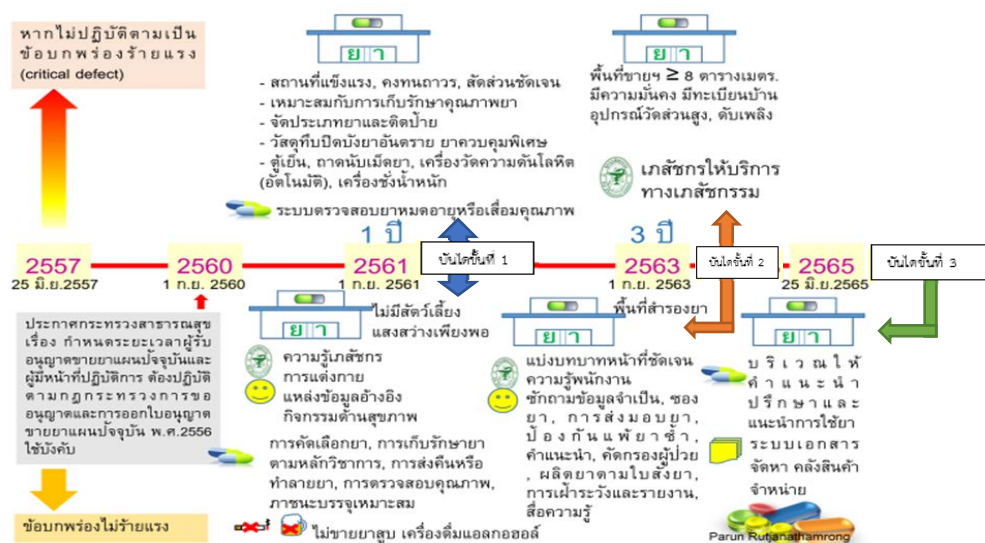 หากไม่ปฏิบัติตามเป็น
ข้อบกพร่องร้ายแรง
(critical defect)
ย า
- สถานที่แข็งแรง, คงทนถาวร, สัดส่วนชัดเจน
- เหมาะสมกับการเก็บรักษาคุณภาพยา
- จัดประเภทยาและติดป้าย
- วัสดุทึบปิดบังยาอันตราย ยาควบคุมพิเศษ
- ตู้เย็น, ถาดนับเม็ดยา, เครื่องวัดความดันโลหิต
(อัตโนมัติ), เครื่องชั่งน้ำหนัก
ระบบตรวจสอบยาหมดอายุหรือเสื่อมคุณภาพ
ย า
พื้นที่ขายฯ ≥ 8 ตารางเมตร.
มีความมั่นคง มีทะเบียนบ้าน
อุปกรณ์วัดส่วนสูง, ดับเพลิง
เภสัชกรให้บริการ
ทางเภสัชกรรม
1 ปี
3 ปี
2557
25 มิ.ย.2557
2560
1 ก.ย. 2560
2561
1 ก.ย. 2561
บันไดขั้นที่ 1
2563
1 ก.ย. 2563
บันไดขั้นที่ 2
2565
25 มิ.ย.2565
บันไดขั้นที่ 3
ประกาศกระทรวงสาธารณสุข
เรื่อง กำหนดระยะเวลาผู้รับ
อนุญาตขายยาแผนปัจจุบันและ
ผู้มีหน้าที่ปฏิบัติการ ต้องปฏิบัติ
ตามกฎกระทรวงการขอ
อนุญาตและการออกใบอนุญาต
ขายยาแผนปัจจุบัน พ.ศ.2556
ใช้บังคับ
ข้อบกพร่องไม่ร้ายแรง
ย า
ไม่มีสัตว์เลี้ยง
แสงสว่างเพียงพอ
ความรู้เภสัชกร
การแต่งกาย
แหล่งข้อมูลอ้างอิง
กิจกรรมด้านสุขภาพ
การคัดเลือกยา, การเก็บรักษายา
ตามหลักวิชาการ, การส่งคืนหรือ
ทำลายยา, การตรวจสอบคุณภาพ,
ภาชนะบรรจุเหมาะสม
ไม่ขายยาสูบ เครื่องดื่มแอลกอฮอล์
พื้นที่สำรองยา
ย า
แบ่งบทบาทหน้าที่ชัดเจน
ความรู้พนักงาน
ซักถามข้อมูลจำเป็น, ซอง
ยา, การส่งมอบยา,
ป้องกันแพ้ยาซ้ำ,
คำแนะนำ, คัดกรองผู้ป่วย
, ผลิตยาตามใบสั่งยา,
การเฝ้าระวังและรายงาน,
สื่อความรู้
ย า
บริเวณให้
คำแนะนำ
ปรึกษาและ
แนะนำการใช้ยา
ระบบเอกสาร
จัดหา คลังสินค้า
จำหน่าย
Parun Rutjanathamrong